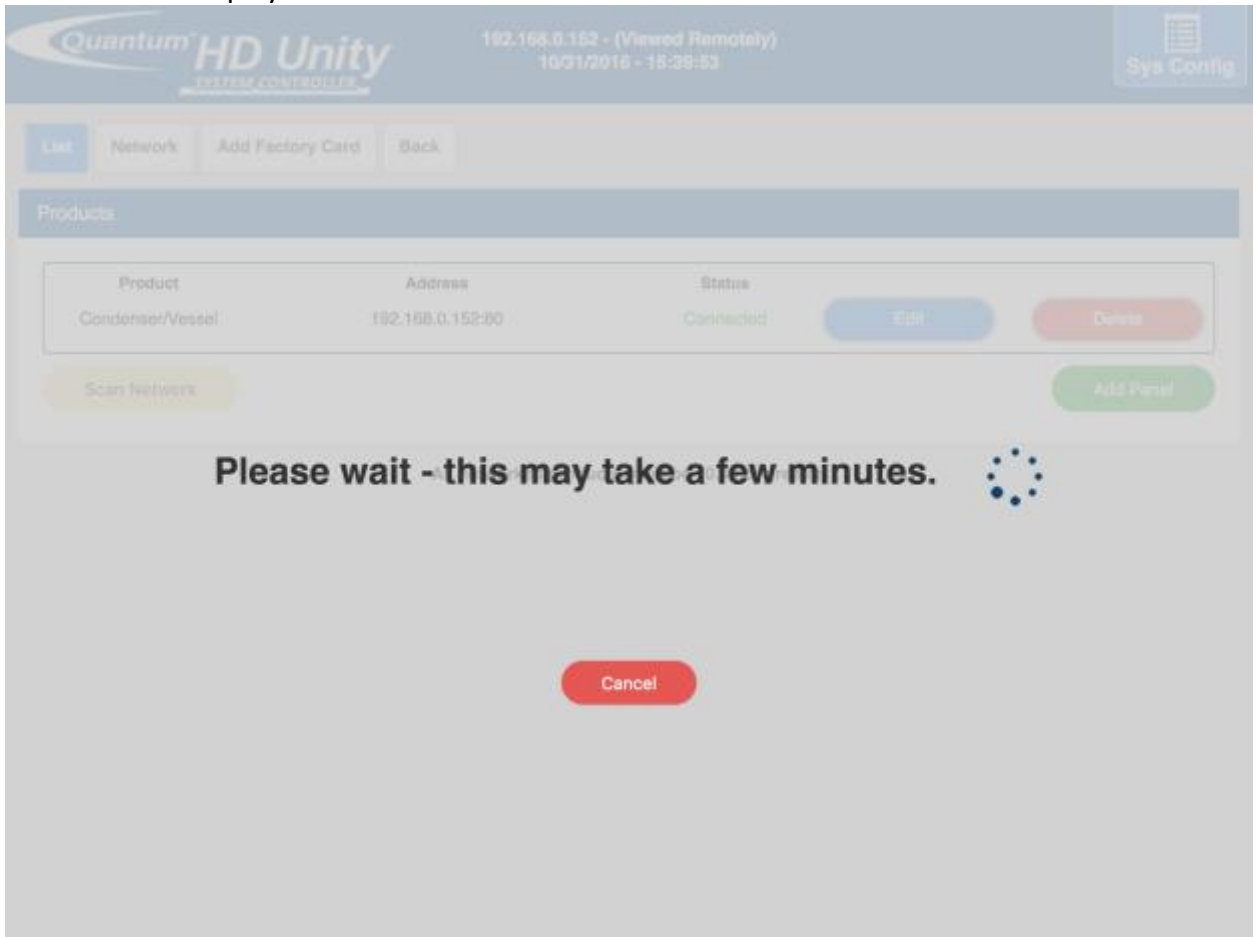 Quantum HD Unity
SYSTEM CONTROLLER
192.168.0.152 - (Viewed Remotely)
10/31/2016 - 15:39:53
Sys Config
List Network Add Factory Card Back
Products
Product Address Status
Condenser/Vessel 192.168.0.152:80 Connected Edit Delete
Scan Network Add Panel
Please wait - this may take a few minutes.
Cancel